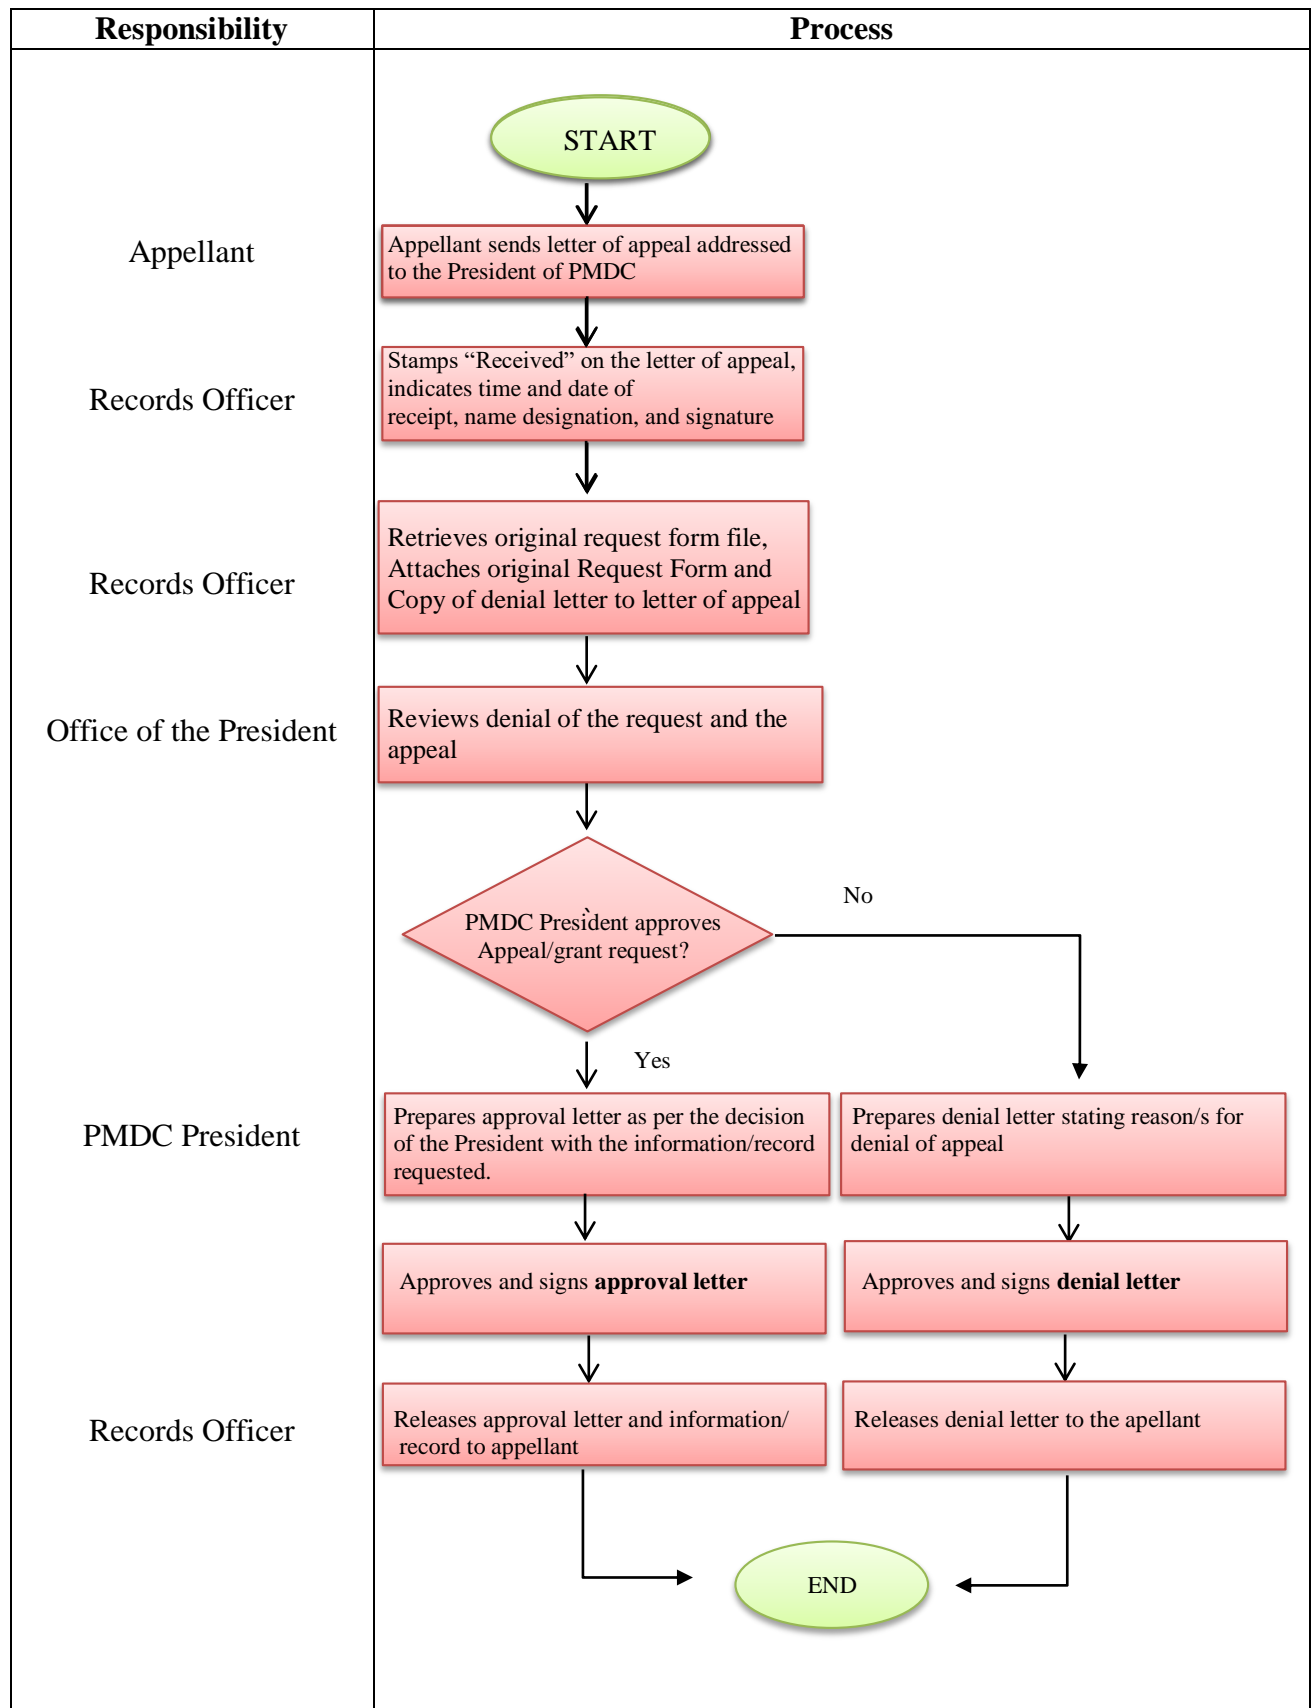 Responsibility
Process
START
Appellant
Appellant sends letter of appeal addressed
to the President of PMDC
Records Officer
Stamps “Received” on the letter of appeal,
indicates time and date of
receipt, name designation, and signature
Records Officer
Retrieves original request form file,
Attaches original Request Form and
Copy of denial letter to letter of appeal
Office of the President
Reviews denial of the request and the
appeal
PMDC President approves
Appeal/grant request?
No
Yes
PMDC President
Prepares approval letter as per the decision
of the President with the information/record
requested.
Prepares denial letter stating reason/s for
denial of appeal
Approves and signs approval letter
Approves and signs denial letter
Records Officer
Releases approval letter and information/
record to appellant
Releases denial letter to the apellant
END